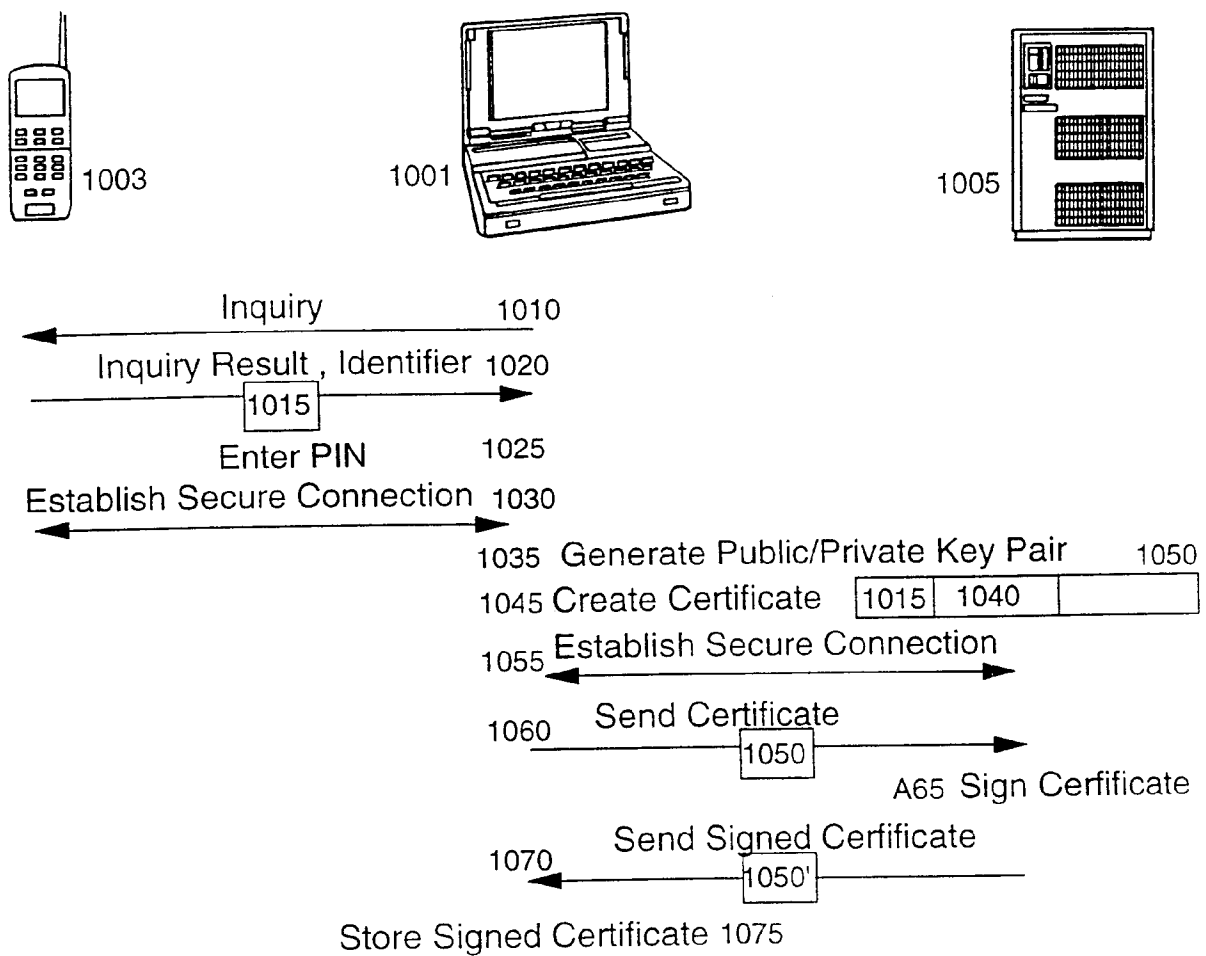 1003
1001
1005
Inquiry 1010
Inquiry Result , Identifier 1020
1015
Enter PIN 1025
Establish Secure Connection 1030
1035 Generate Public/Private Key Pair 1050
1045 Create Certificate 1015 1040
1055 Establish Secure Connection
1060 Send Certificate
1050
A65 Sign Cerfificate
Send Signed Cerfificate
1070
1050'
Store Signed Certificate 1075